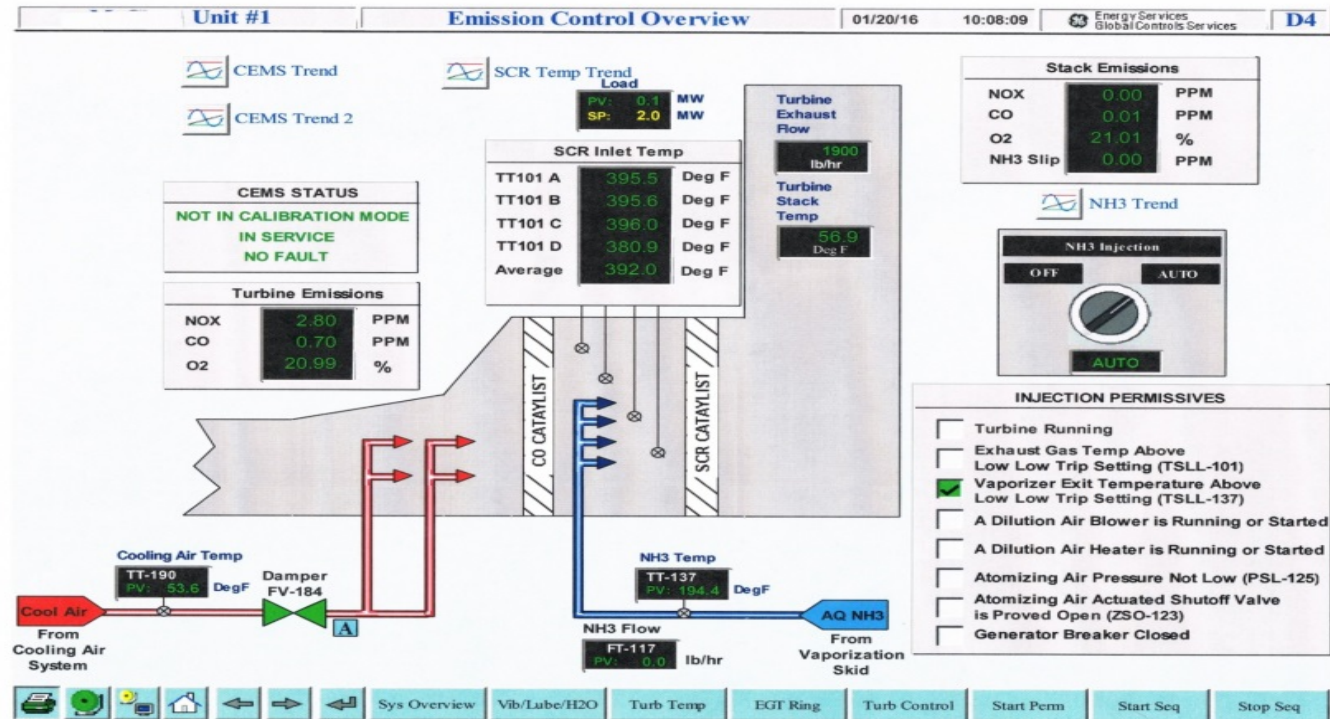 Unit #1
Emission Control Overview
01/20/16 10:08:09
Energy Services
Global Controls Services
D4
CEMS Trend
CEMS Trend 2
SCR Temp Trend
Load
PV: 0.1 MW
SP: 2.0 MW
SCR Inlet Temp
TT101 A 395.5 Deg F
TT101 B 395.6 Deg F
TT101 C 396.0 Deg F
TT101 D 380.9 Deg F
Average 392.0 Deg F
Turbine
Exhaust
Flow
1900
lb/hr
Turbine
Stack
Temp
56.9
Deg F
Stack Emissions
NOX 0.00 PPM
CO 0.01 PPM
O2 21.01 %
NH3 Slip 0.00 PPM
NH3 Trend
NH3 Injection
OFF AUTO
AUTO
CEMS STATUS
NOT IN CALIBRATION MODE
IN SERVICE
NO FAULT
Turbine Emissions
NOX 2.80 PPM
CO 0.70 PPM
O2 20.99 %
CO CATAYLIST
SCR CATAYLIST
INJECTION PERMISSIVES
Turbine Running
Exhaust Gas Temp Above
Low Low Trip Setting (TSLL-101)
Vaporizer Exit Temperature Above
Low Low Trip Setting (TSLL-137)
A Dilution Air Blower is Running or Started
A Dilution Air Heater is Running or Started
Atomizing Air Pressure Not Low (PSL-125)
Atomizing Air Actuated Shutoff Valve
is Proved Open (ZSO-123)
Generator Breaker Closed
Cooling Air Temp
TT-190
PV: 53.6 DegF
Damper
FV-184
A
Cool Air
From
Cooling Air
System
NH3 Temp
TT-137
PV: 194.4 DegF
NH3 Flow
FT-117
PV: 0.0 lb/hr
AQ NH3
From
Vaporization
Skid
Sys Overview Vib/Lube/H2O Turb Temp EGT Ring Turb Control Start Perm Start Seq Stop Seq